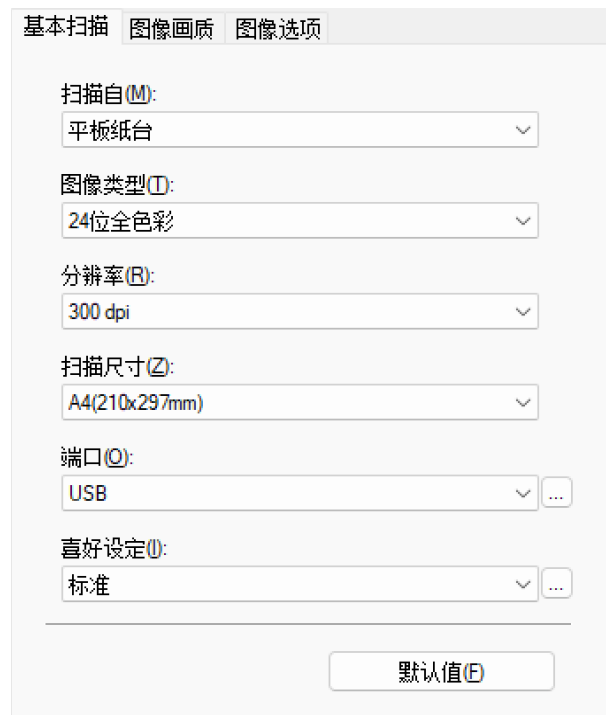 基本扫描 图像画质 图像选项
扫描自(M):
平板纸台
图像类型(T):
24位全色彩
分辨率(R):
300 dpi
扫描尺寸(Z):
A4(210x297mm)
端口(O):
USB
...
喜好设定(I):
标准
...
默认值(F)